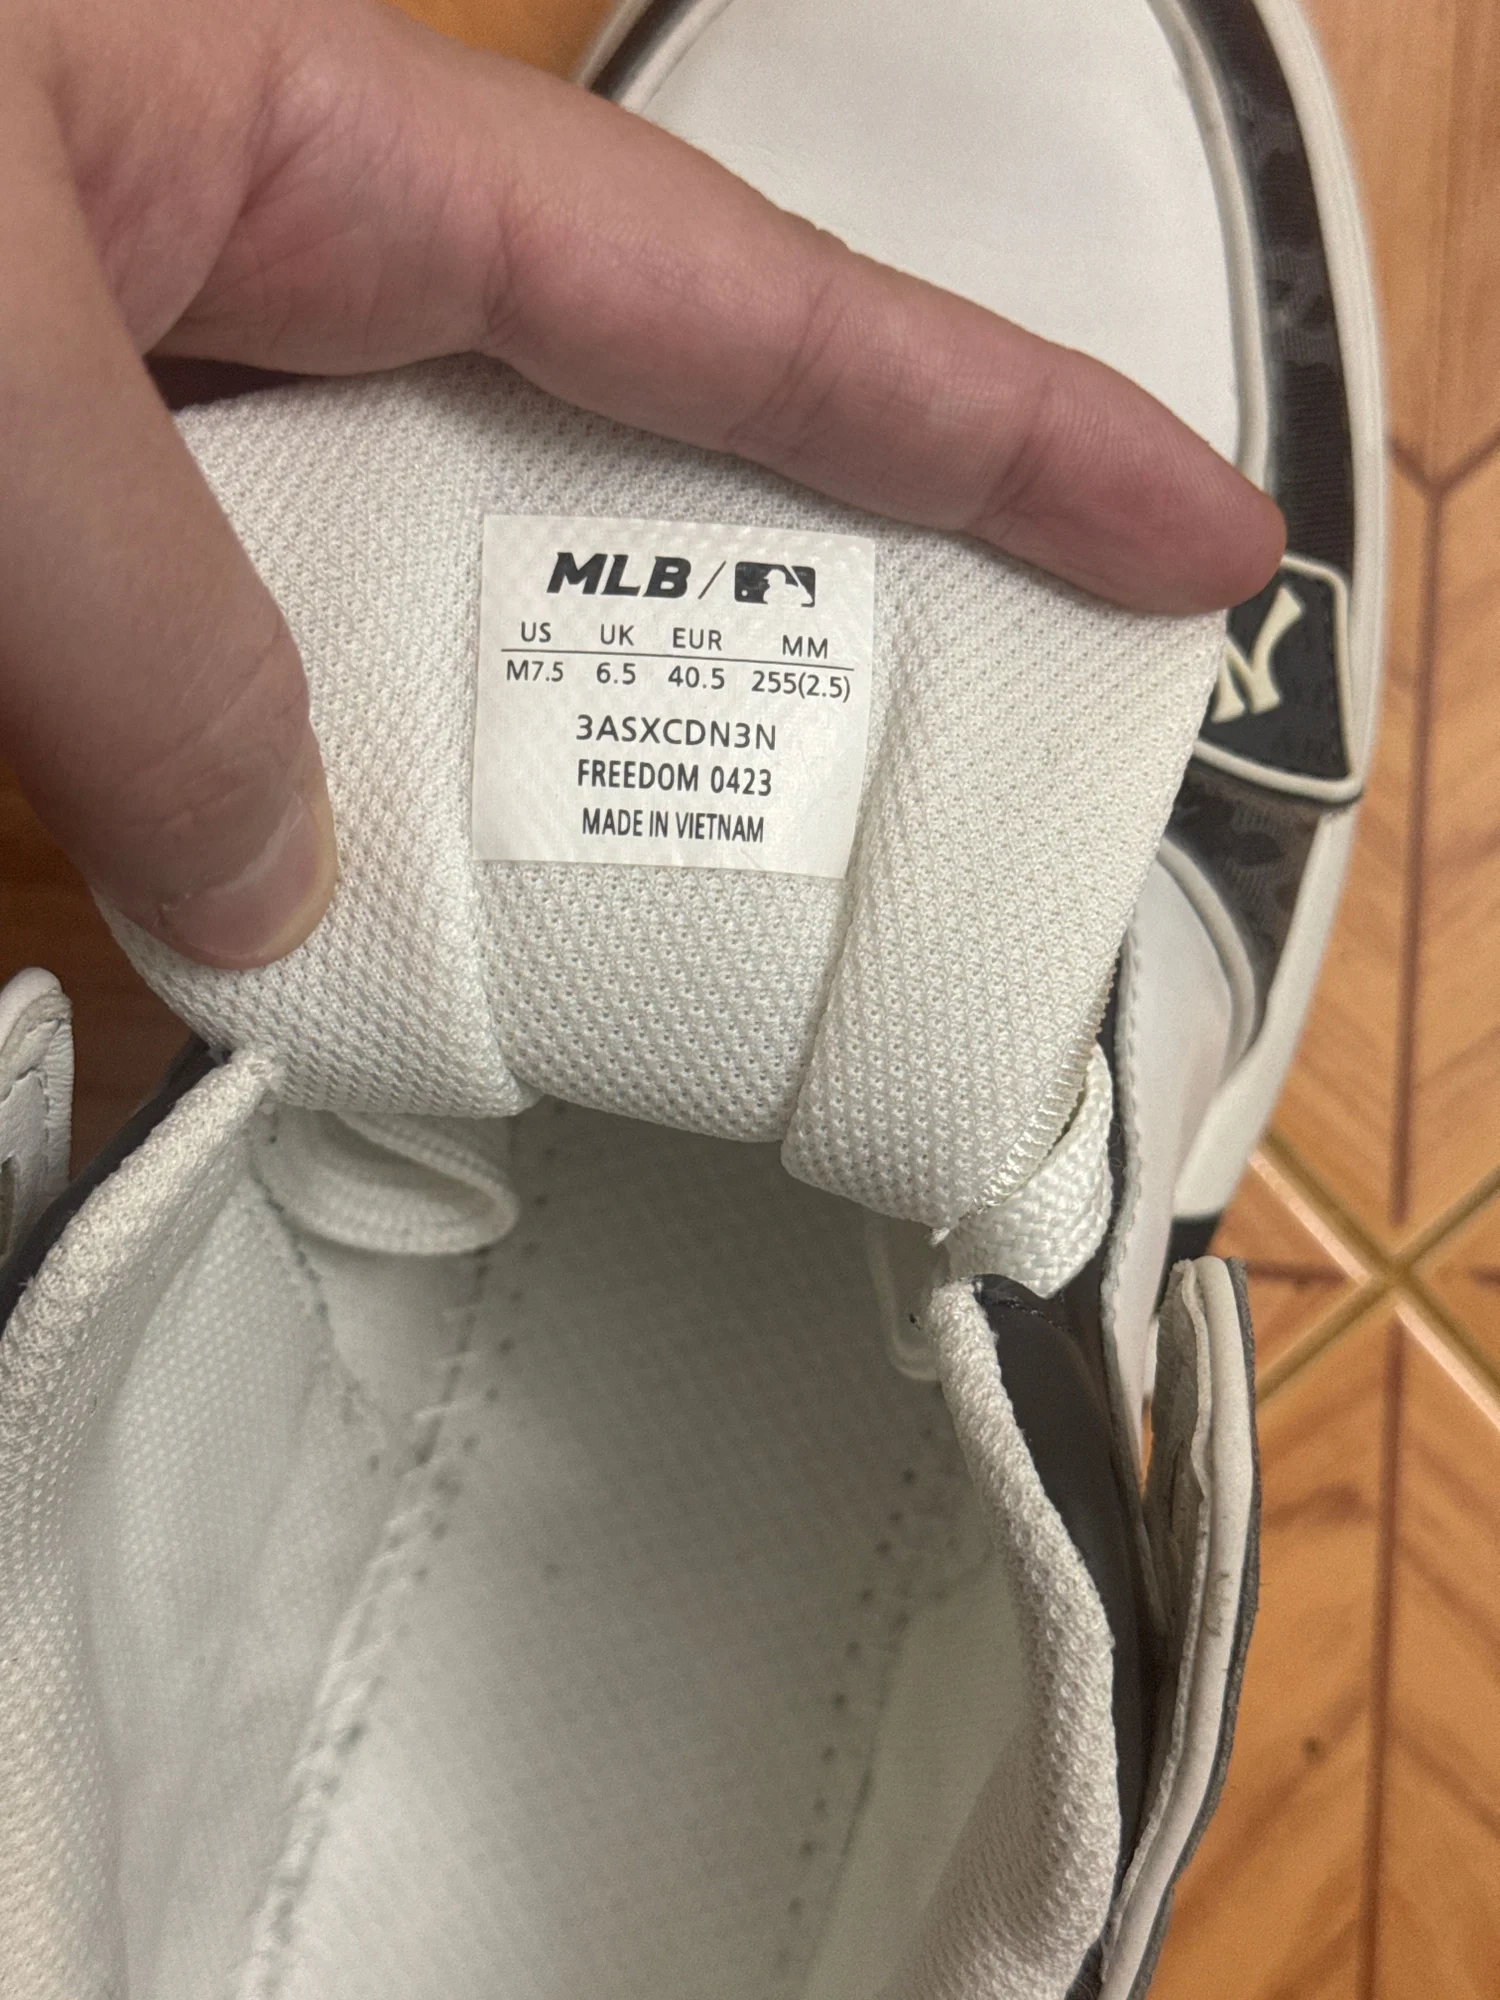 MLB /
US UK EUR MM
M7.5 6.5 40.5 255(2.5)
3ASXCDN3N
FREEDOM 0423
MADE IN VIETNAM
N